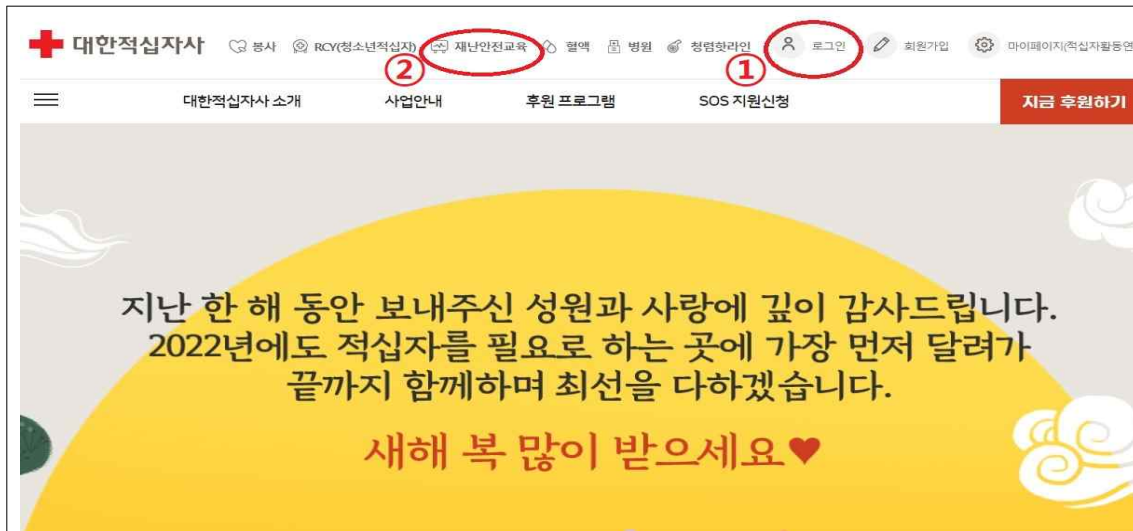 대한적십자사 봉사 RCY(청소년적십자) 재난안전교육 혈액 병원 청렴핫라인 로그인 회원가입 마이페이지(적십자활동연
② ①
대한적십자사 소개 사업안내 후원 프로그램 SOS 지원신청 지금 후원하기
지난 한 해 동안 보내주신 성원과 사랑에 깊이 감사드립니다.
2022년에도 적십자를 필요로 하는 곳에 가장 먼저 달려가
끝까지 함께하며 최선을 다하겠습니다.
새해 복 많이 받으세요♥